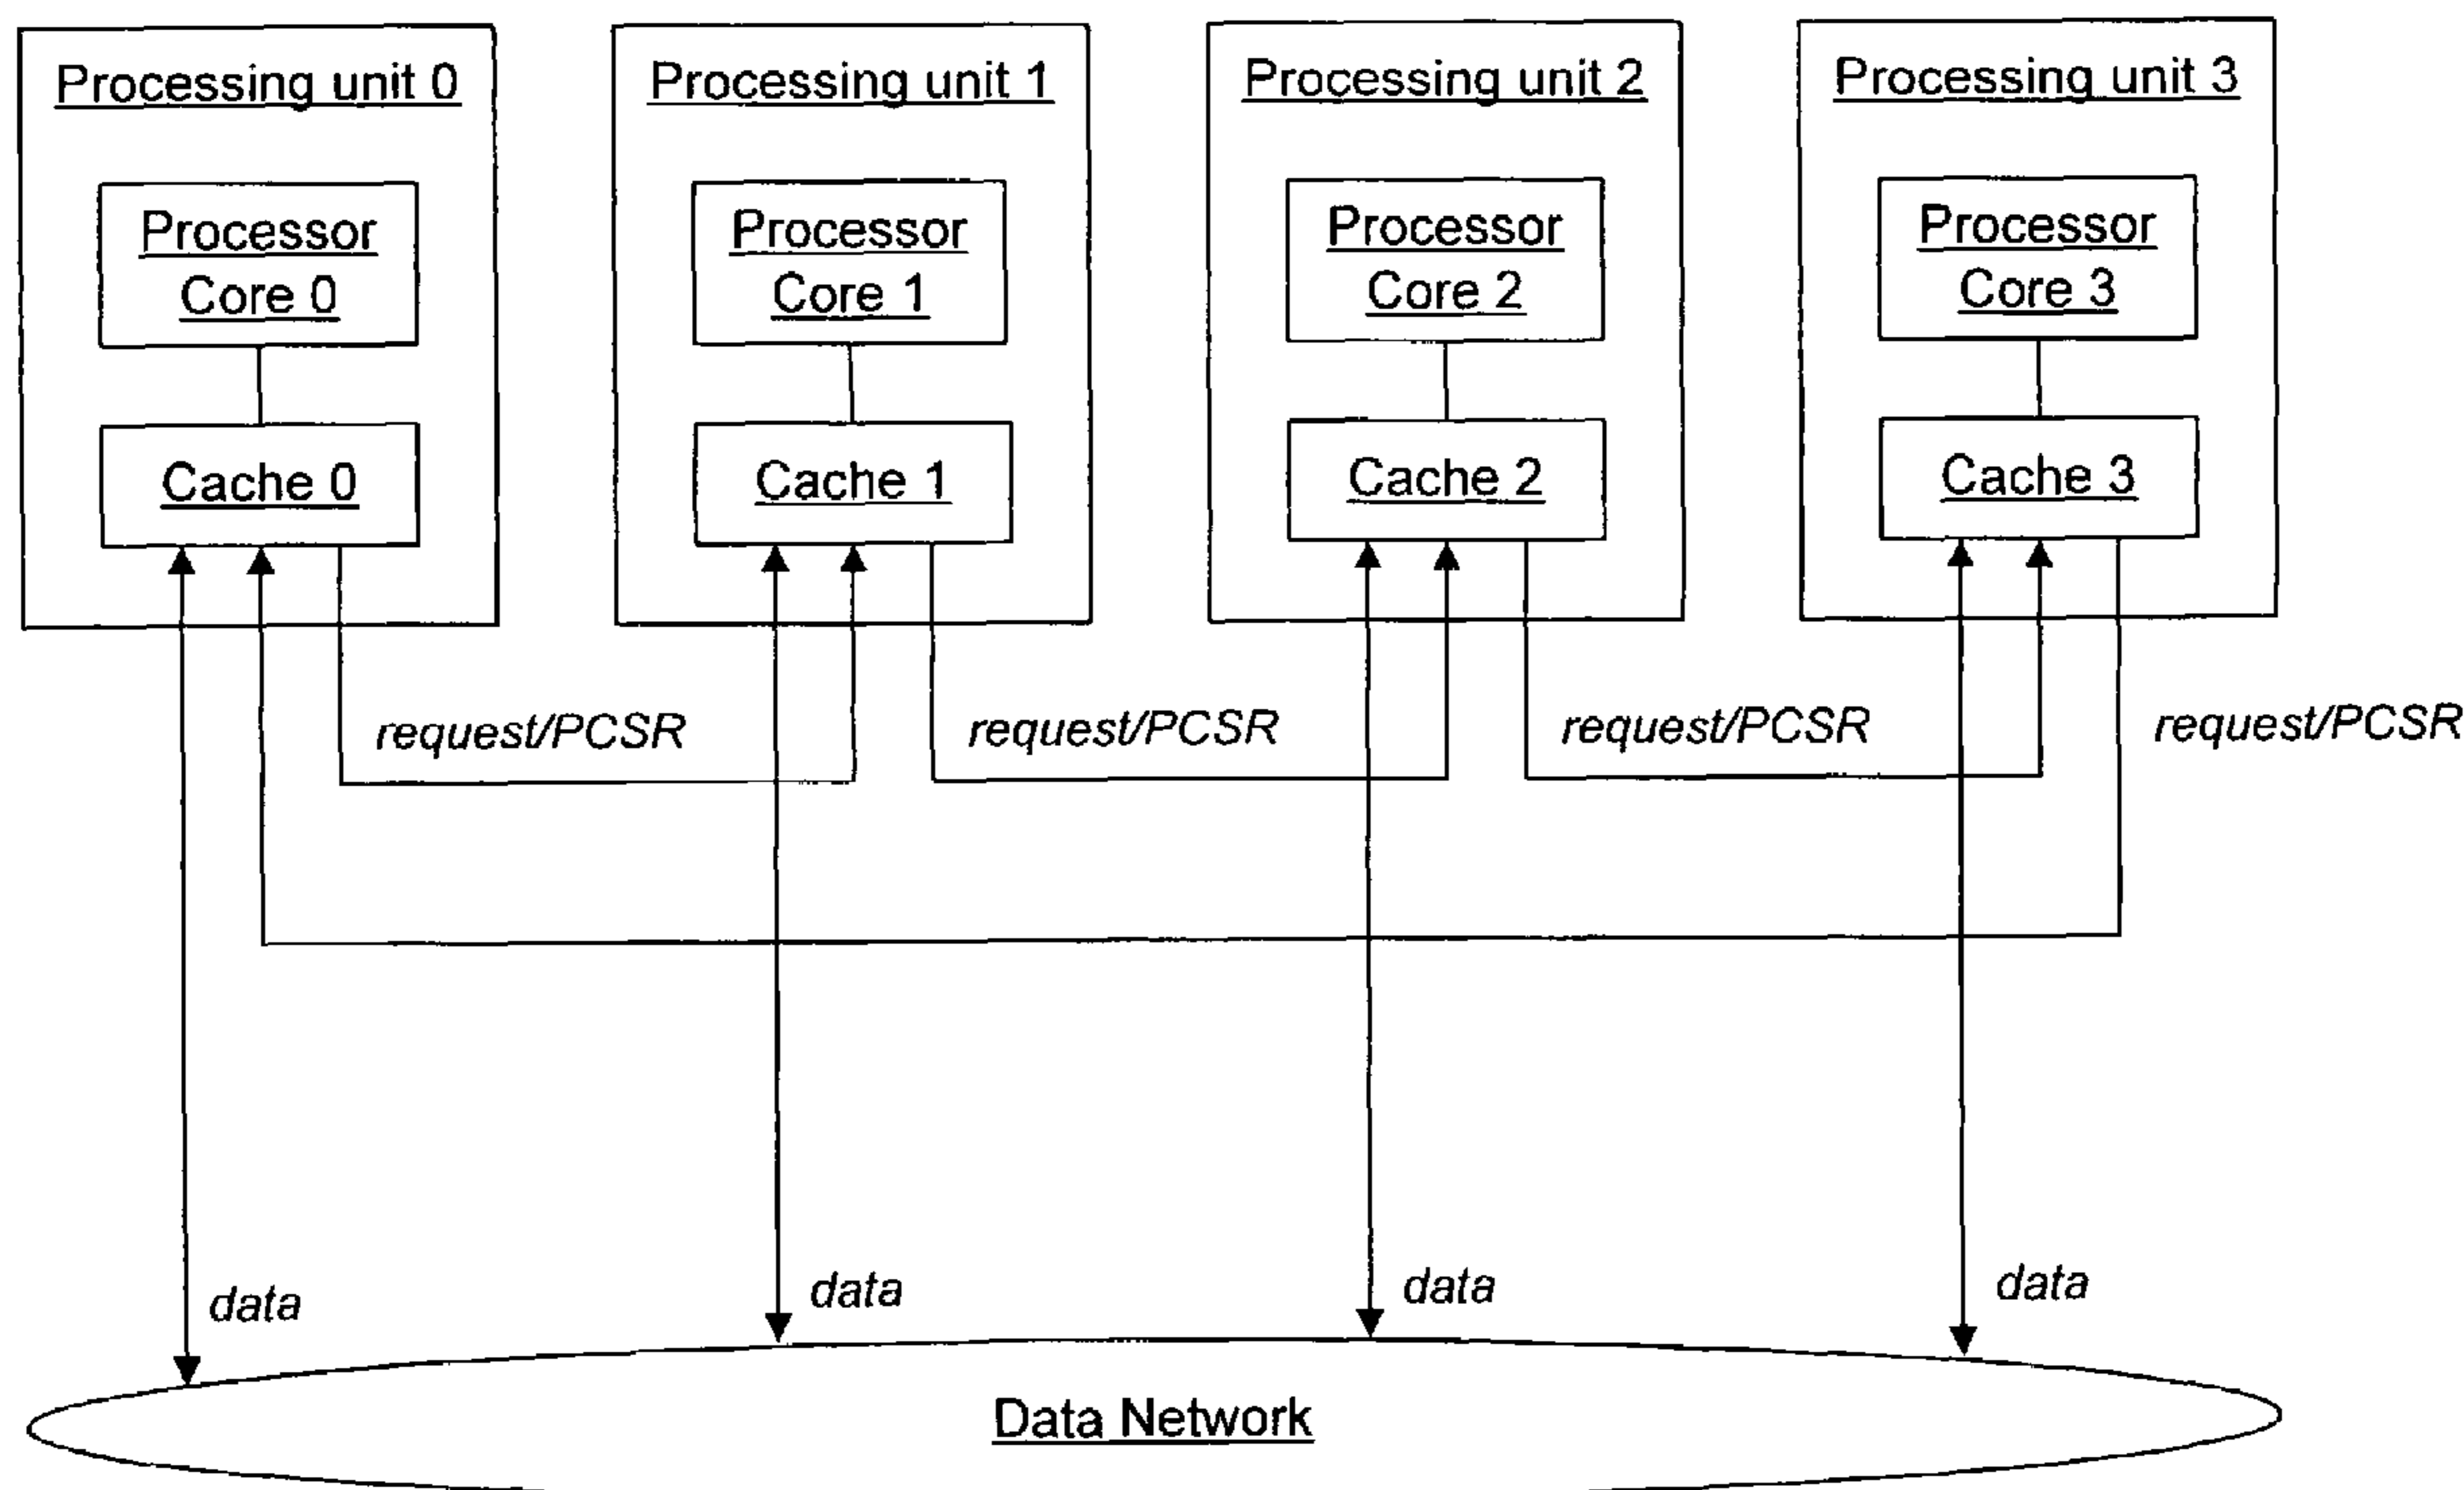 Processing unit 0
Processing unit 1
Processing unit 2
Processing unit 3
Processor
Core 0
Processor
Core 1
Processor
Core 2
Processor
Core 3
Cache 0
Cache 1
Cache 2
Cache 3
request/PCSR
request/PCSR
request/PCSR
request/PCSR
data
data
data
data
Data Network